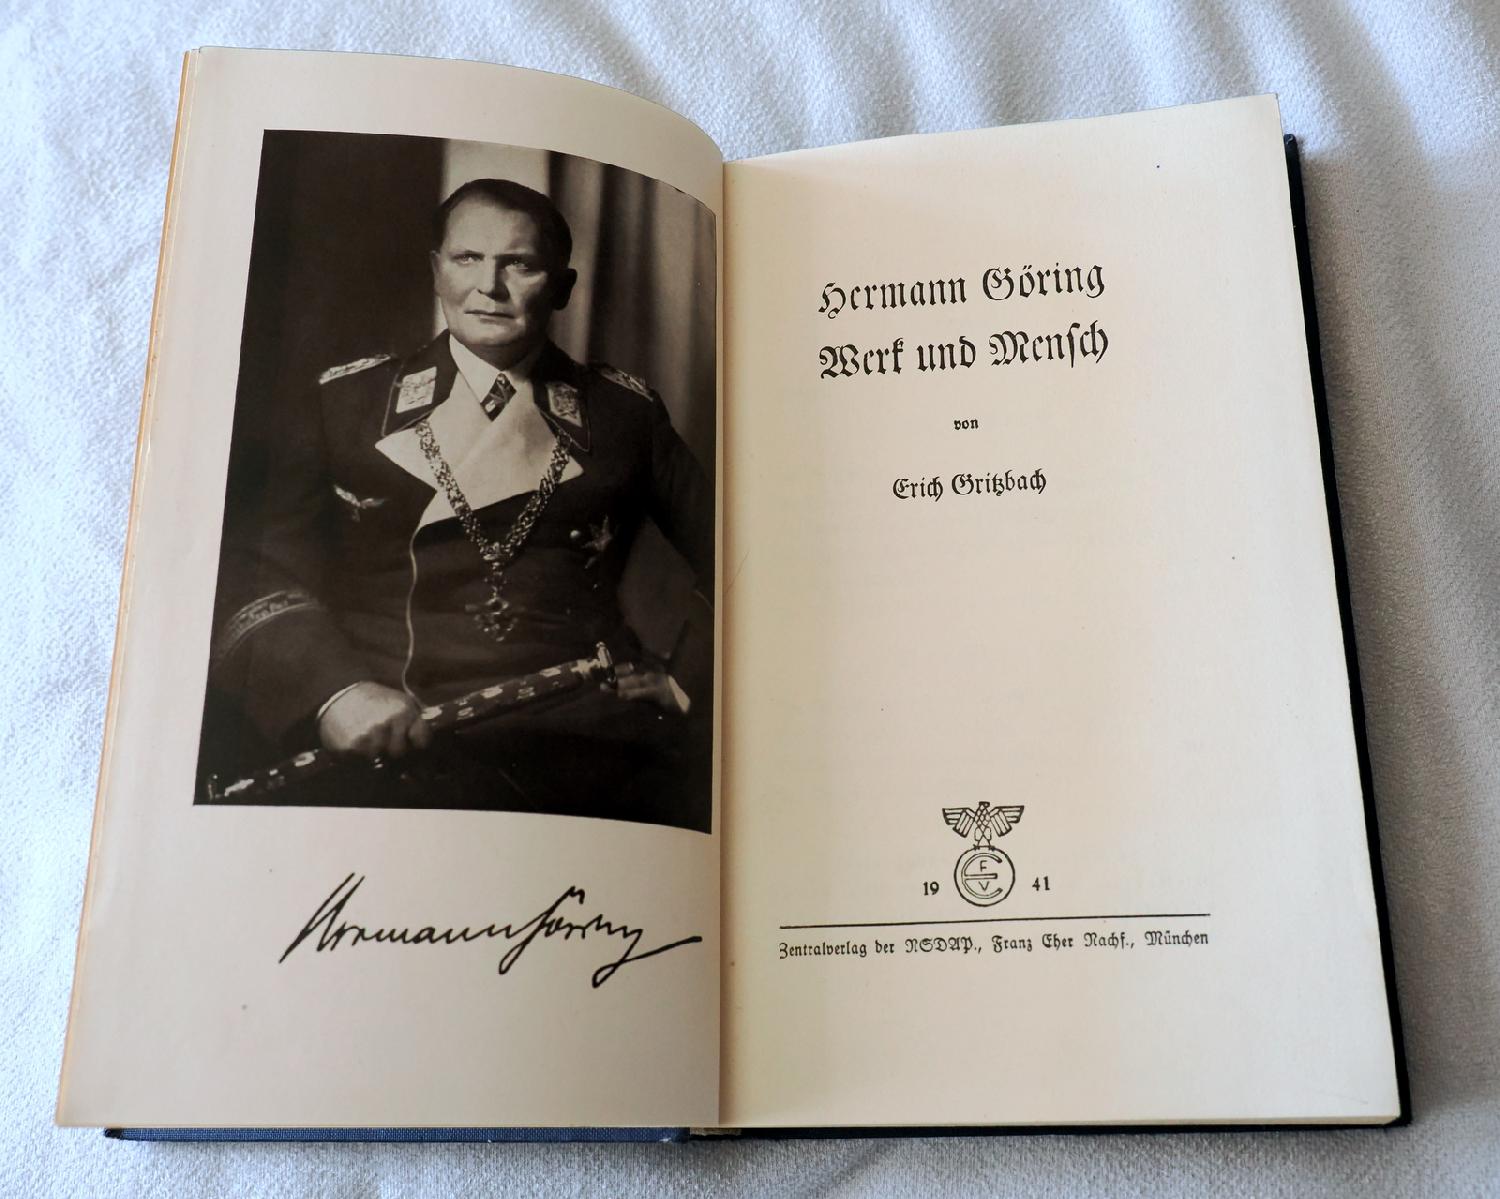 Hermann Göring
Hermann Göring
Werk und Mensch
von
Erich Gritzbach
F
E
V
19 41
Zentralverlag der NSDAP., Franz Eher Nachf., München